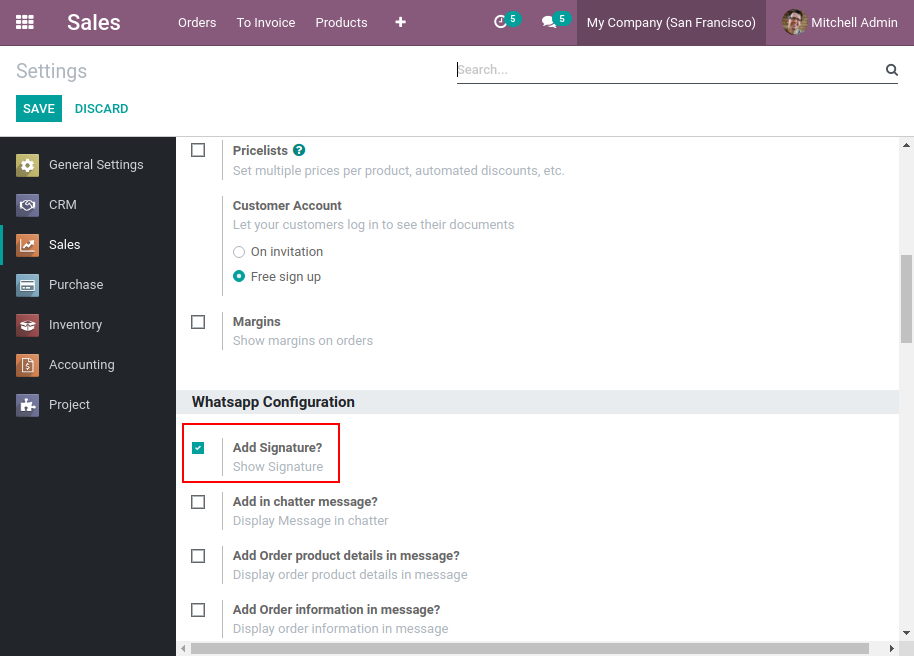 Sales Orders To Invoice Products + 5 5 My Company (San Francisco) Mitchell Admin
Settings
Search...
SAVE DISCARD
General Settings
CRM
Sales
Purchase
Inventory
Accounting
Project
Pricelists ?
Set multiple prices per product, automated discounts, etc.
Customer Account
Let your customers log in to see their documents
On invitation
Free sign up
Margins
Show margins on orders
Whatsapp Configuration
Add Signature?
Show Signature
Add in chatter message?
Display Message in chatter
Add Order product details in message?
Display order product details in message
Add Order information in message?
Display order information in message